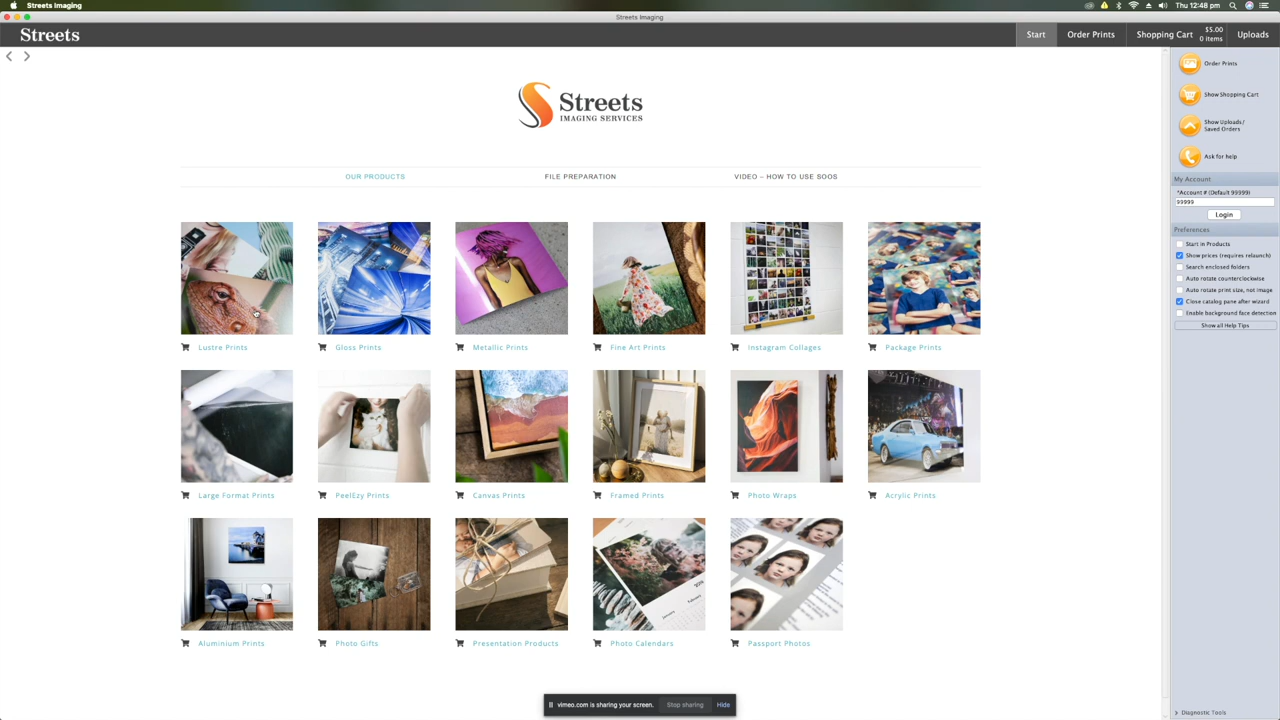 Streets Imaging
Thu 12:48 pm
Streets Imaging
Streets
Start
Order Prints
Shopping Cart
$5.00
0 items
Uploads
Streets
IMAGING SERVICES
OUR PRODUCTS
FILE PREPARATION
VIDEO – HOW TO USE SOOS
Lustre Prints
Gloss Prints
Metallic Prints
Fine Art Prints
Instagram Collages
Package Prints
Large Format Prints
PeelEzy Prints
Canvas Prints
Framed Prints
Photo Wraps
Acrylic Prints
Aluminium Prints
Photo Gifts
Presentation Products
Photo Calendars
Passport Photos
Order Prints
Show Shopping Cart
Show Uploads/
Saved Orders
Ask for help
My Account
*Account # (Default 99999)
99999
Login
Preferences
Start in Products
Show prices (requires relaunch)
Search enclosed folders
Auto rotate counterclockwise
Auto rotate print size, not image
Close catalog pane after wizard
Enable background face detection
Show all Help Tips
vimeo.com is sharing your screen.
Stop sharing
Hide
Diagnostic Tools